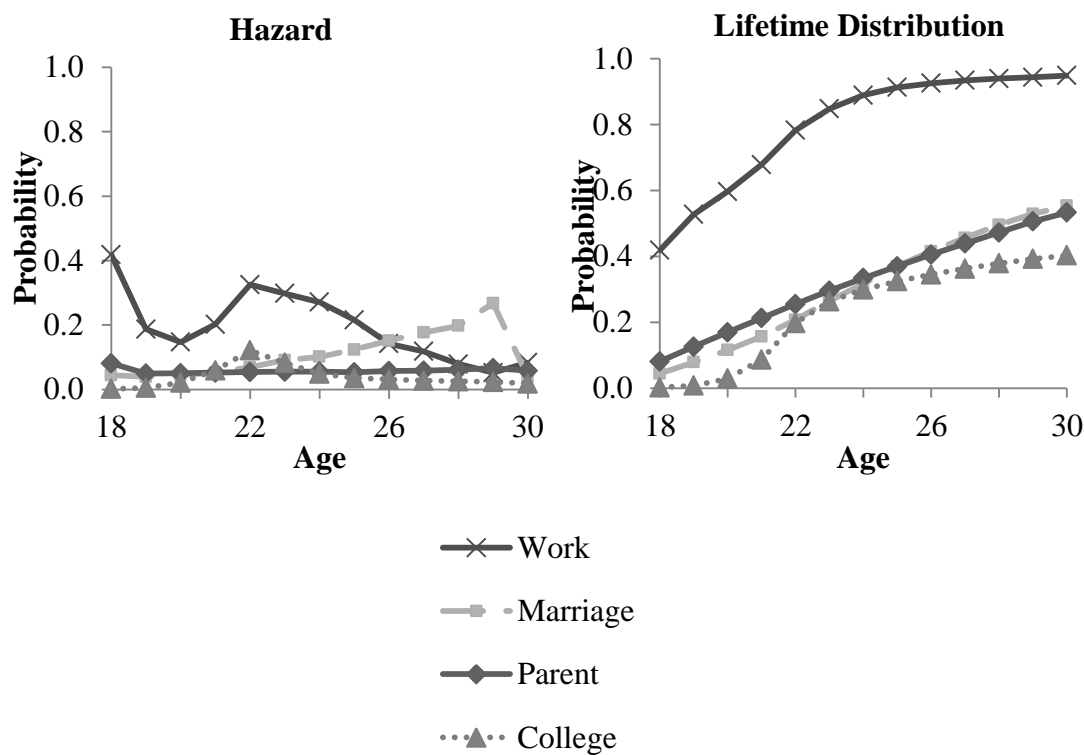 Hazard
1.0
0.8
0.6
0.4
0.2
0.0
Probability
18 22 26 30
Age
Lifetime Distribution
1.0
0.8
0.6
0.4
0.2
0.0
Probability
18 22 26 30
Age
Work
Marriage
Parent
College